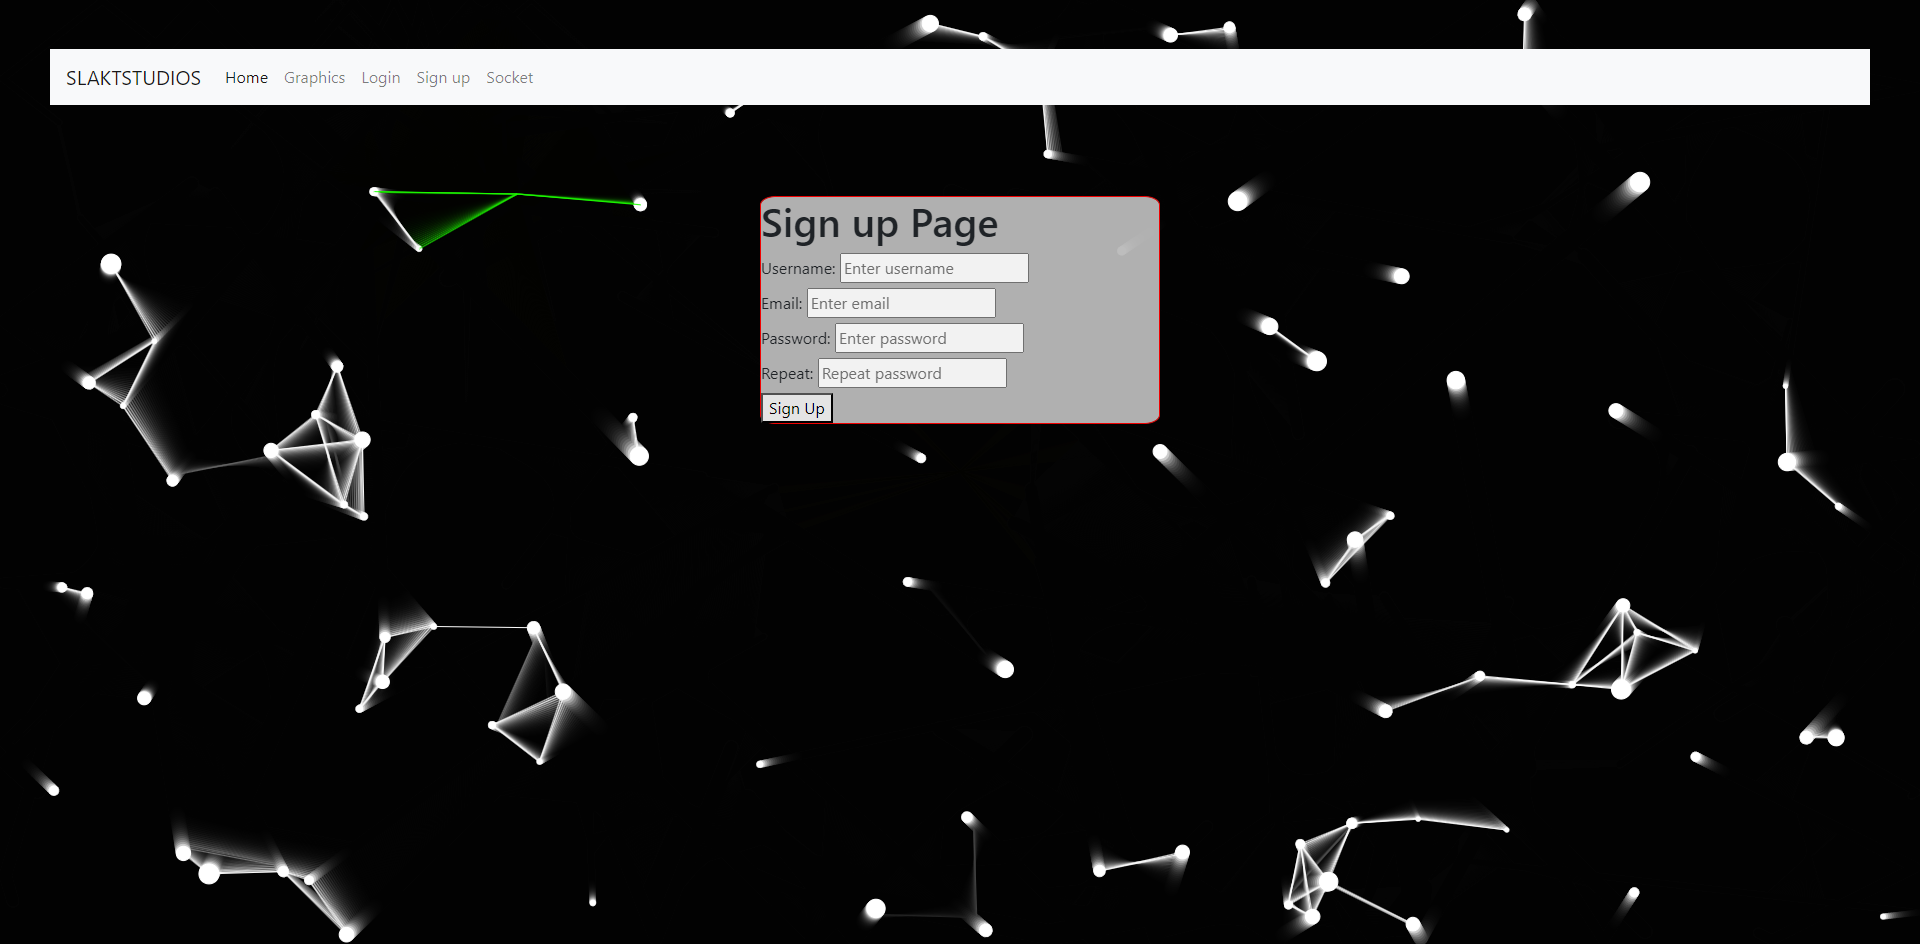 SLAKTSTUDIOS Home Graphics Login Sign up Socket
Sign up Page
Username: Enter username
Email: Enter email
Password: Enter password
Repeat: Repeat password
Sign Up